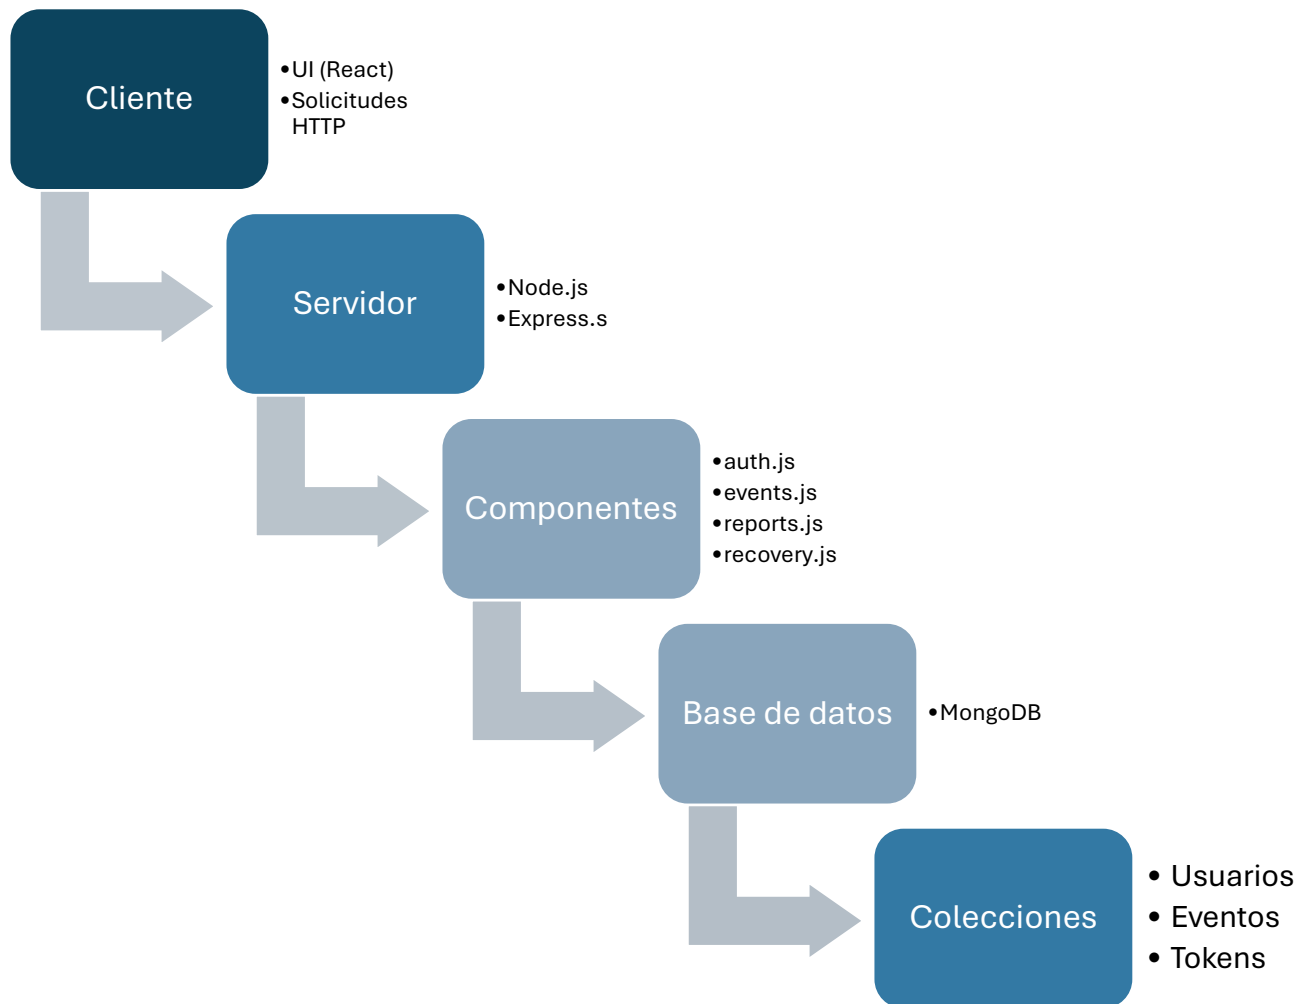 Cliente
•UI (React)
•Solicitudes
HTTP
Servidor
•Node.js
•Express.s
Componentes
•auth.js
•events.js
•reports.js
•recovery.js
Base de datos
•MongoDB
Colecciones
• Usuarios
• Eventos
• Tokens